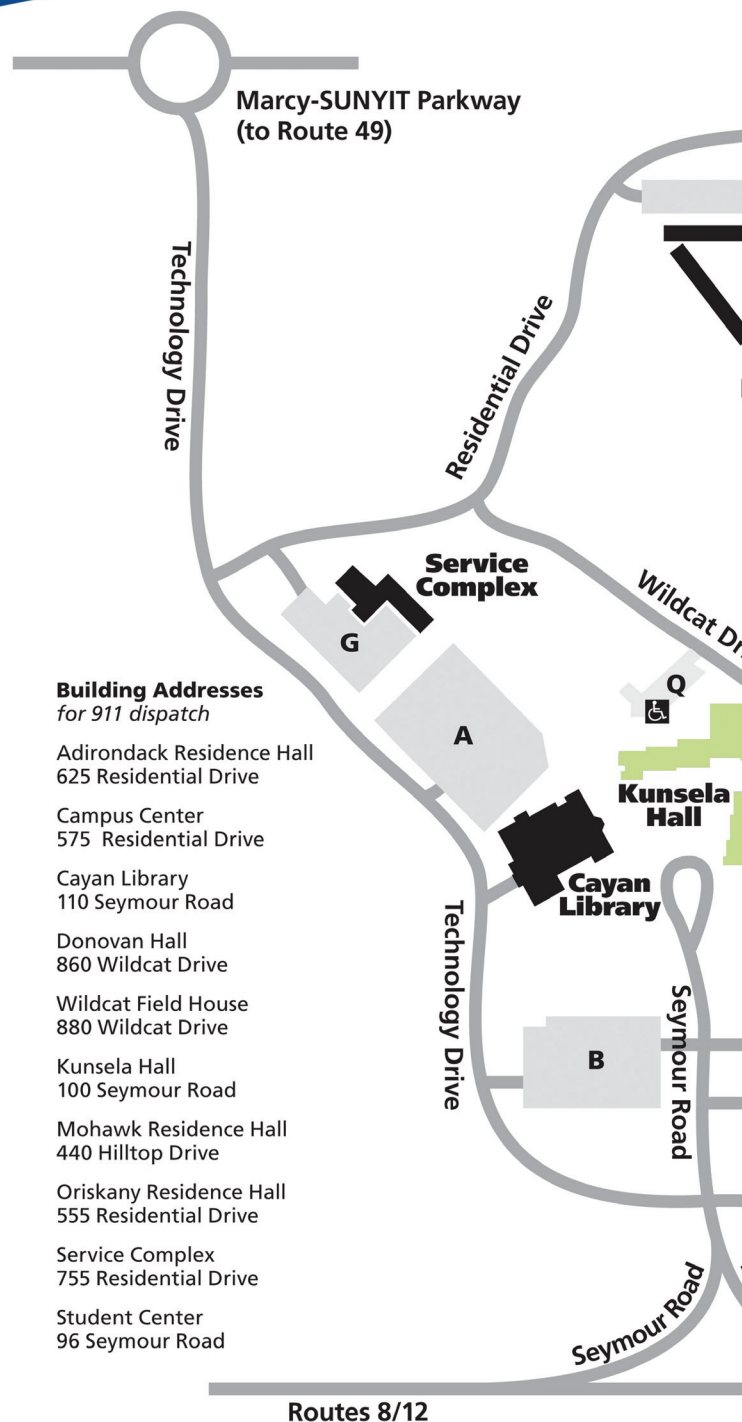 Marcy-SUNYIT Parkway
(to Route 49)
Technology Drive
Residential Drive
Service
Complex
Wildcat
G
Q
A
Building Addresses
for 911 dispatch
Adirondack Residence Hall
625 Residential Drive
Campus Center
575 Residential Drive
Cayan Library
110 Seymour Road
Donovan Hall
860 Wildcat Drive
Wildcat Field House
880 Wildcat Drive
Kunsela Hall
100 Seymour Road
Mohawk Residence Hall
440 Hilltop Drive
Oriskany Residence Hall
555 Residential Drive
Service Complex
755 Residential Drive
Student Center
96 Seymour Road
Kunsela
Hall
Cayan
Library
Technology Drive
Seymour Road
B
Seymour Road
Routes 8/12